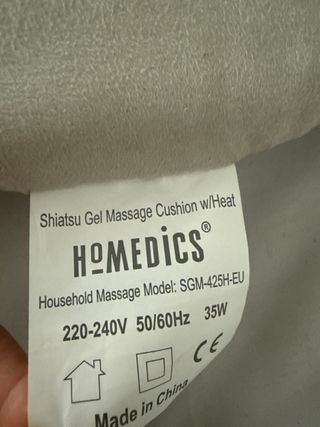 Shiatsu Gel Massage Cushion w/Heat
HoMEDiCS®
Household Massage Model: SGM-425H-EU
220-240V 50/60Hz 35W
CE
Made in China